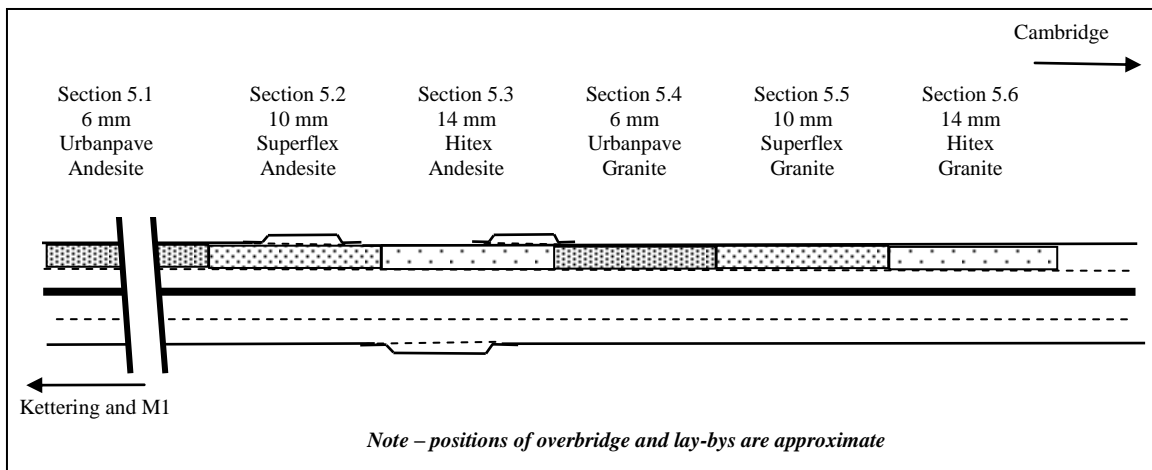 Cambridge
Section 5.1
6 mm
Urbanpave
Andesite
Section 5.2
10 mm
Superflex
Andesite
Section 5.3
14 mm
Hitex
Andesite
Section 5.4
6 mm
Urbanpave
Granite
Section 5.5
10 mm
Superflex
Granite
Section 5.6
14 mm
Hitex
Granite
Kettering and M1
Note – positions of overbridge and lay-bys are approximate